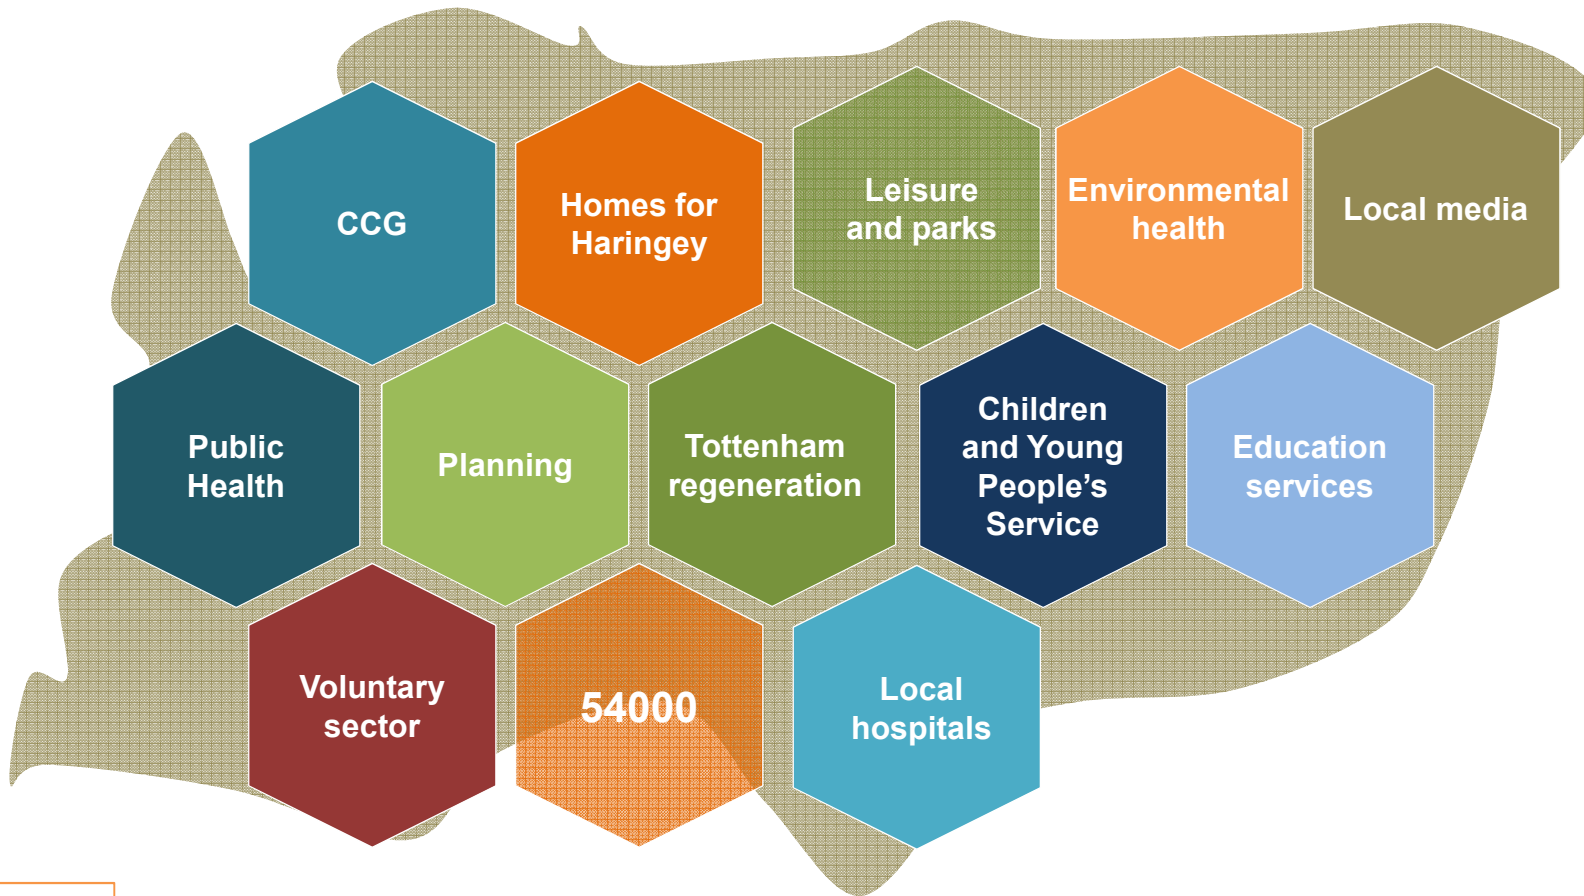 CCG
Homes for
Haringey
Leisure
and parks
Environmental
health
Local media
Public
Health
Planning
Tottenham
regeneration
Children
and Young
People’s
Service
Education
services
Voluntary
sector
54000
Local
hospitals